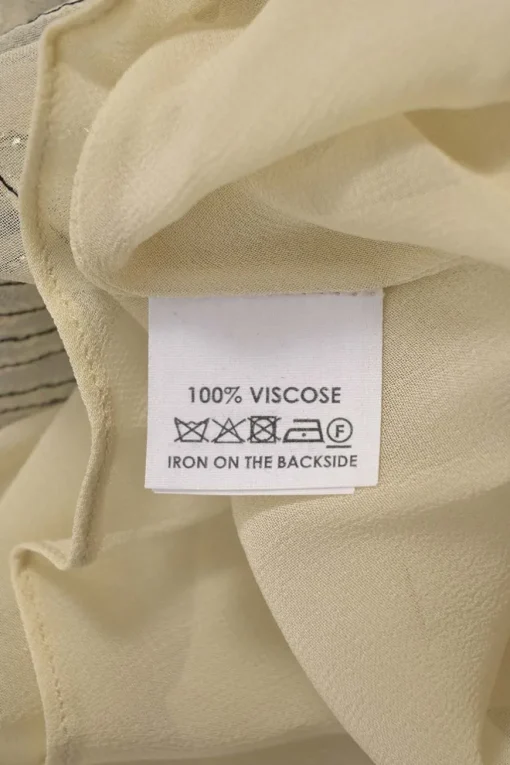 100% VISCOSE
F
IRON ON THE BACKSIDE